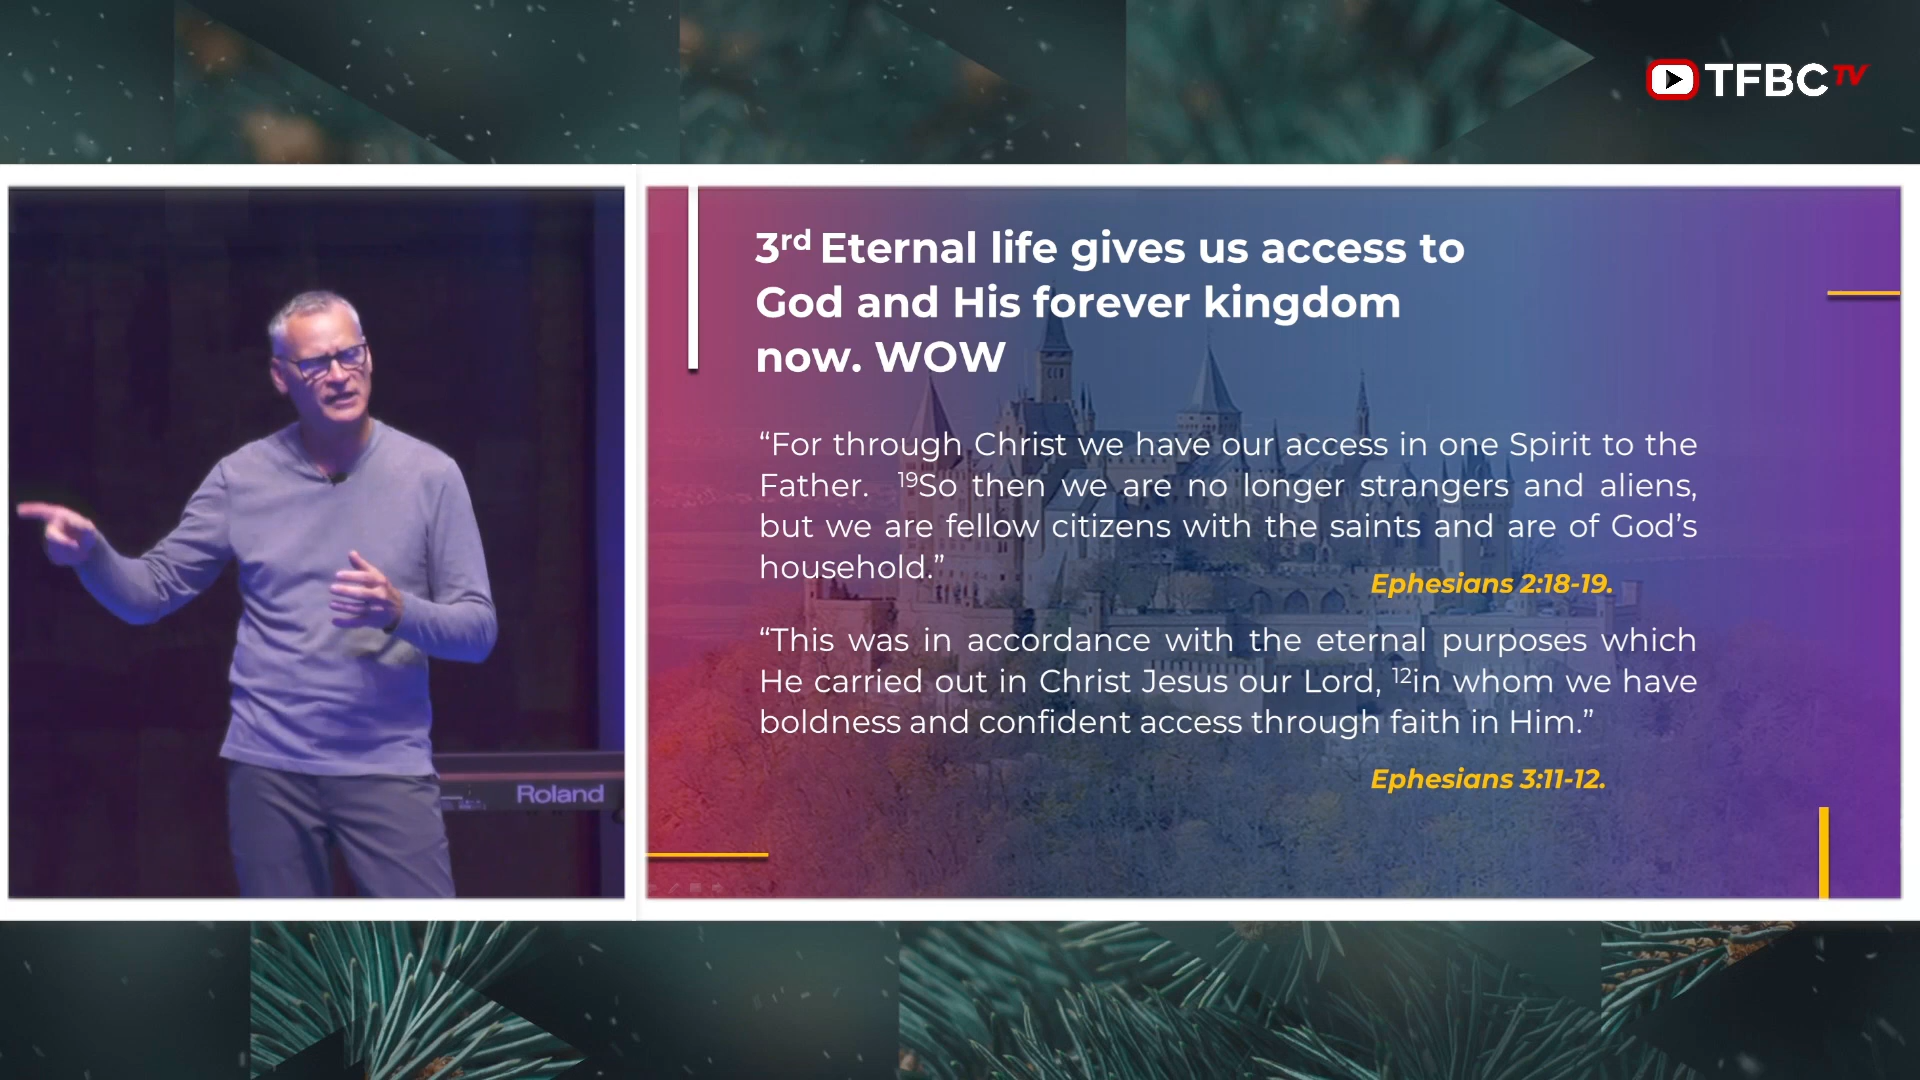 TFBC TV
3rd Eternal life gives us access to
God and His forever kingdom
now. WOW
“For through Christ we have our access in one Spirit to the
Father. 19So then we are no longer strangers and aliens,
but we are fellow citizens with the saints and are of God’s
household.”
Ephesians 2:18-19.
“This was in accordance with the eternal purposes which
He carried out in Christ Jesus our Lord, 12in whom we have
boldness and confident access through faith in Him.”
Ephesians 3:11-12.
Roland